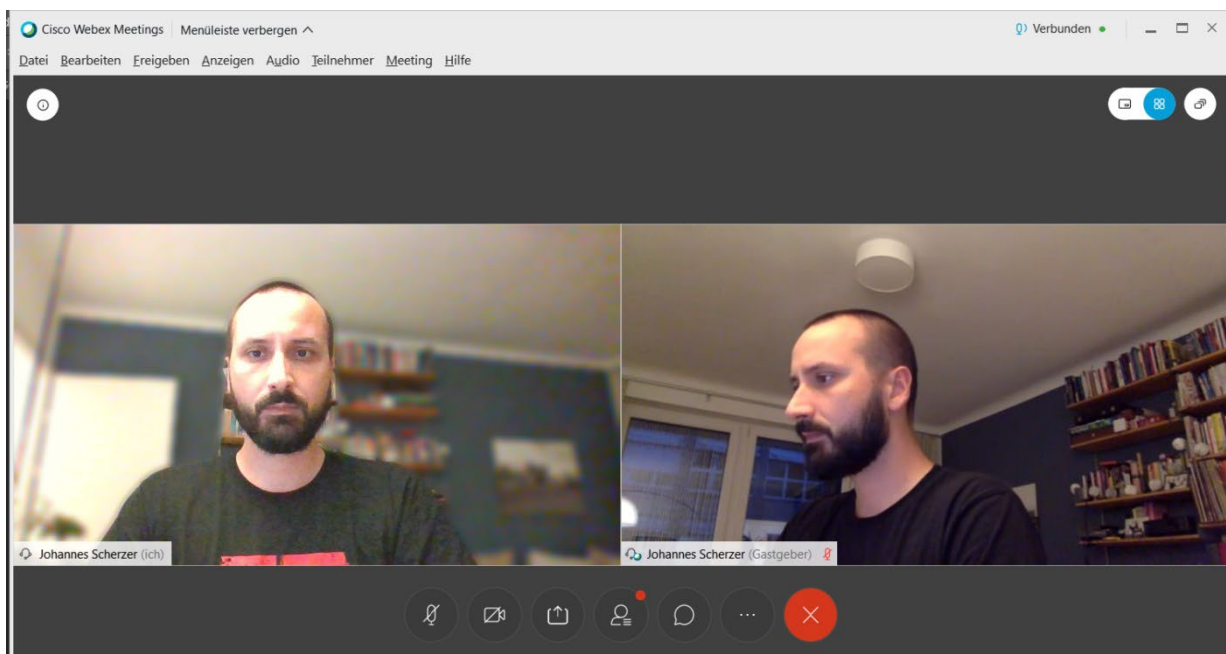 Cisco Webex Meetings Menüleiste verbergen Verbunden
Datei Bearbeiten Freigeben Anzeigen Audio Teilnehmer Meeting Hilfe
Johannes Scherzer (ich)
Johannes Scherzer (Gastgeber)